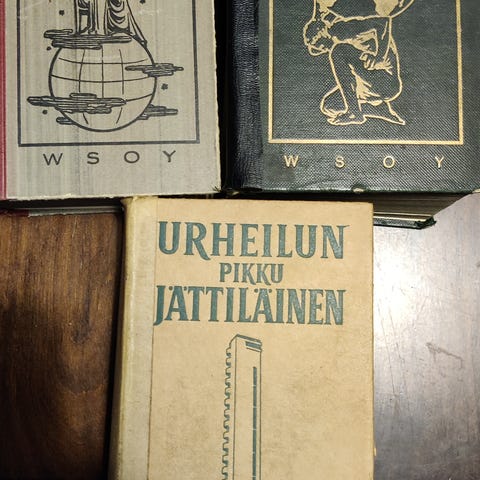 WSOY
WSOY
URHEILUN
PIKKU
JÄTTILÄINEN